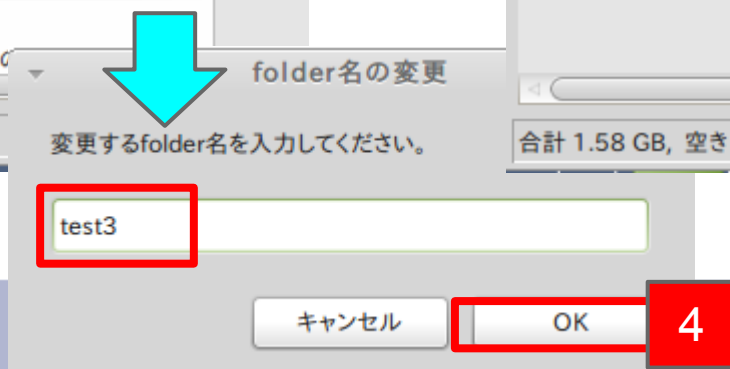 folder名の変更
変更するfolder名を入力してください。
合計 1.58 GB, 空き
test3
キャンセル
OK
4